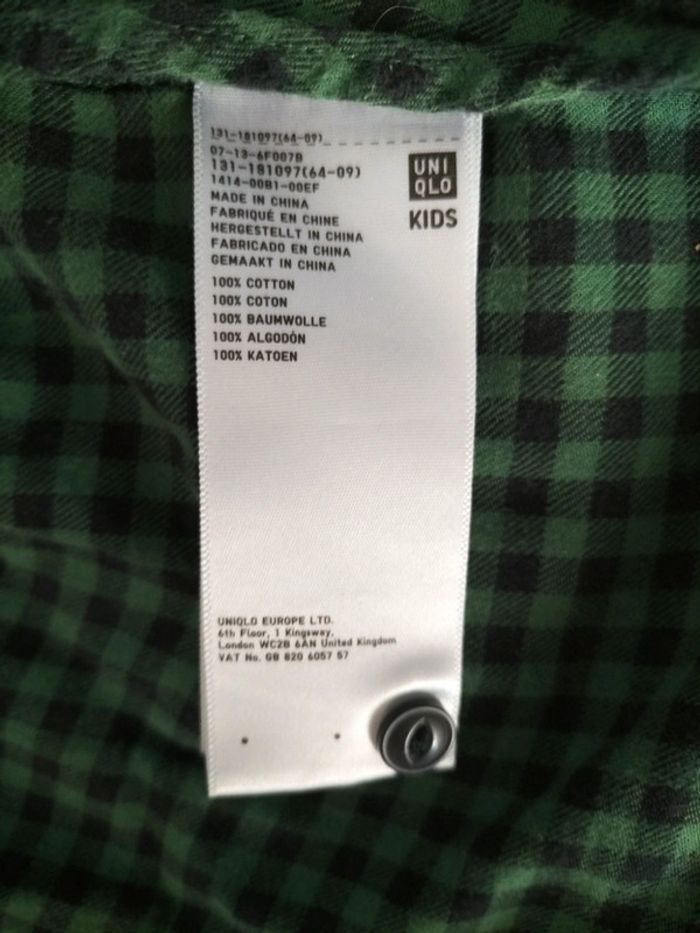 131-181097(64-09)
07-13-6F007B
131-181097(64-09)
1414-00B1-00EF
MADE IN CHINA
FABRIQUÉ EN CHINE
HERGESTELLT IN CHINA
FABRICADO EN CHINA
GEMAAKT IN CHINA
100% COTTON
100% COTON
100% BAUMWOLLE
100% ALGODÓN
100% KATOEN
UNI
QLO
KIDS
UNIQLO EUROPE LTD.
6th Floor, 1 Kingsway,
London WC2B 6AN United Kingdom
VAT No. GB 820 6057 57